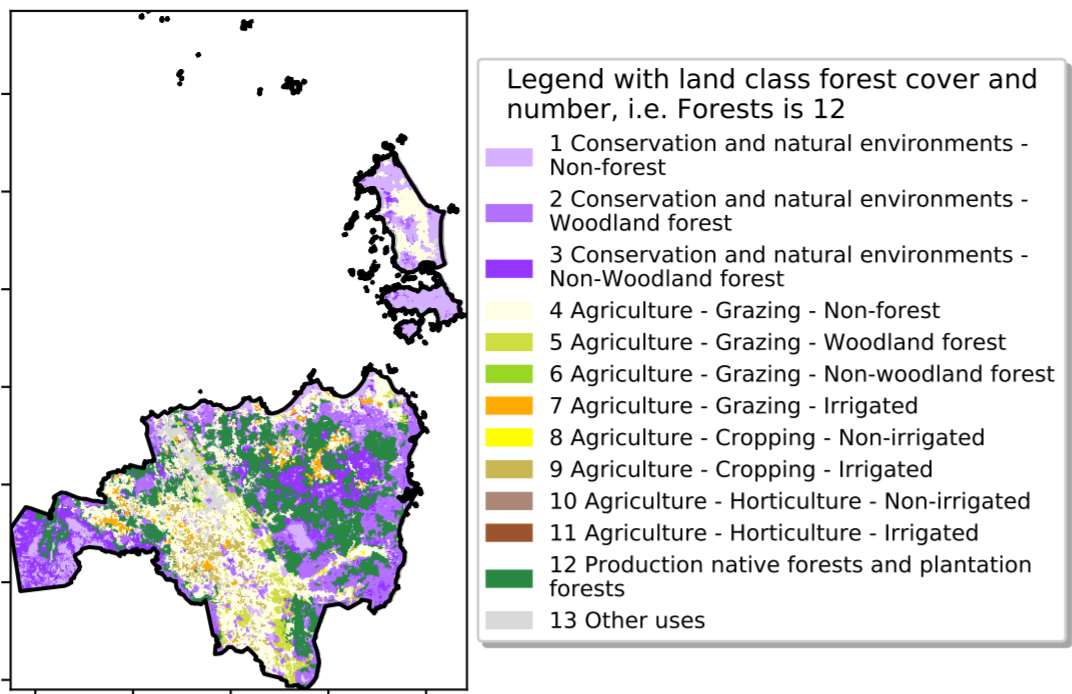 Legend with land class forest cover and
number, i.e. Forests is 12
1 Conservation and natural environments -
Non-forest
2 Conservation and natural environments -
Woodland forest
3 Conservation and natural environments -
Non-Woodland forest
4 Agriculture - Grazing - Non-forest
5 Agriculture - Grazing - Woodland forest
6 Agriculture - Grazing - Non-woodland forest
7 Agriculture - Grazing - Irrigated
8 Agriculture - Cropping - Non-irrigated
9 Agriculture - Cropping - Irrigated
10 Agriculture - Horticulture - Non-irrigated
11 Agriculture - Horticulture - Irrigated
12 Production native forests and plantation
forests
13 Other uses